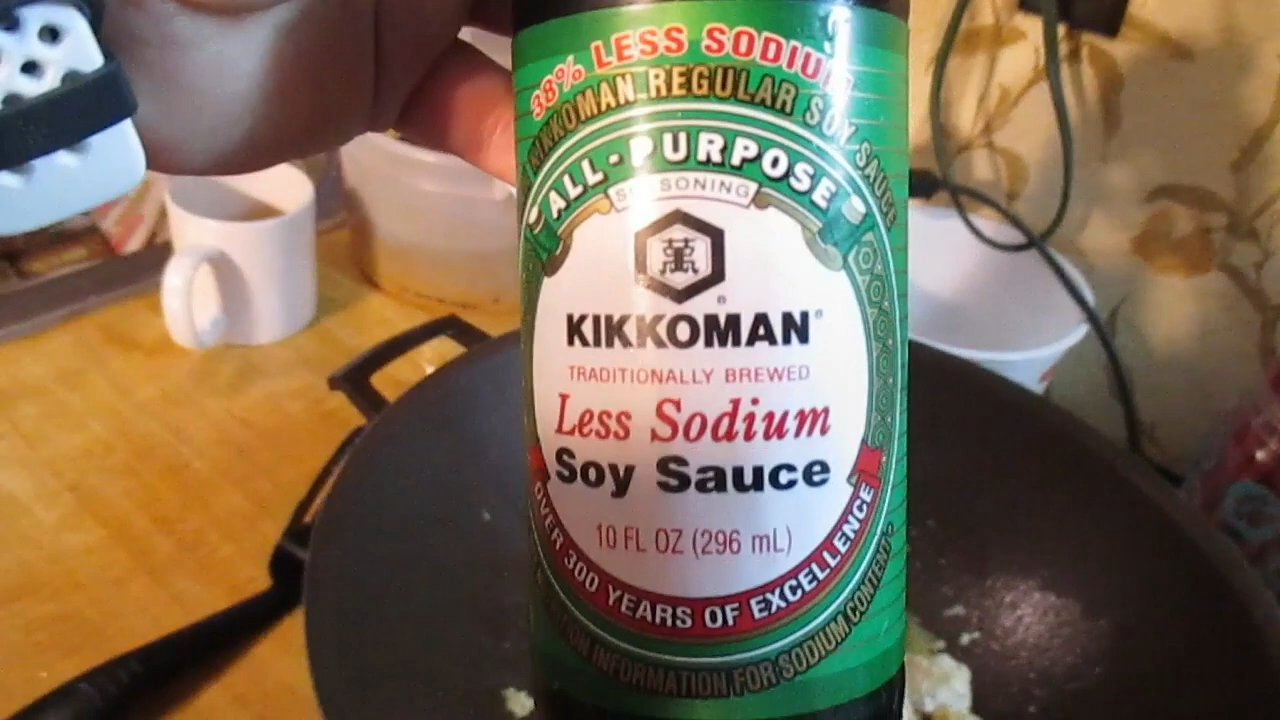 38% LESS SODIUM
KIKKOMAN REGULAR SOY SAUCE
ALL-PURPOSE
SEASONING
萬
KIKKOMAN®
TRADITIONALLY BREWED
Less Sodium
Soy Sauce
10 FL OZ (296 mL)
OVER 300 YEARS OF EXCELLENCE
INFORMATION FOR SODIUM CONTENT.